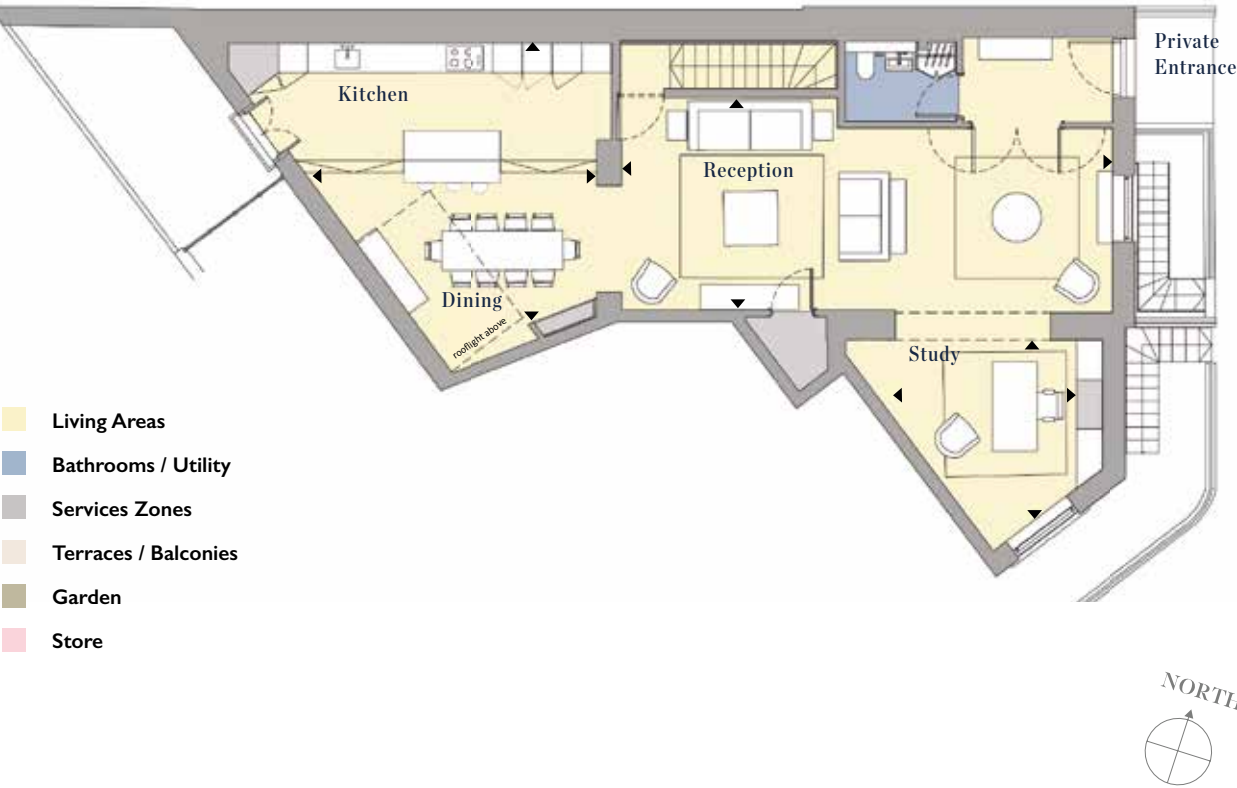 Private
Entrance
Kitchen
Reception
Dining
rooflight above
Study
Living Areas
Bathrooms / Utility
Services Zones
Terraces / Balconies
Garden
Store
NORTH